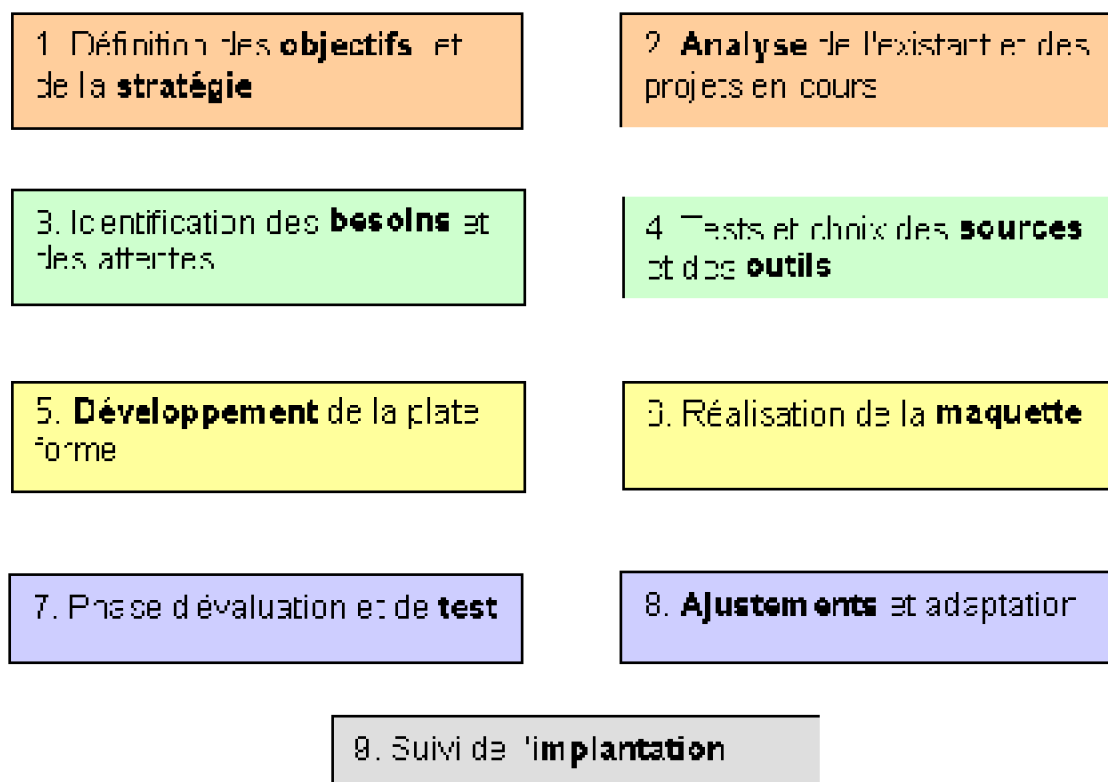 1. Définition des objectifs et
de la stratégie
2. Analyse de l'existant et des
projets en cours
3. Identification des besoins et
des attentes
4. Tests et choix des sources
et des outils
5. Développement de la plate
forme
6. Réalisation de la maquette
7. Phase d'évaluation et de test
8. Ajustements et adaptation
9. Suivi de l'implantation